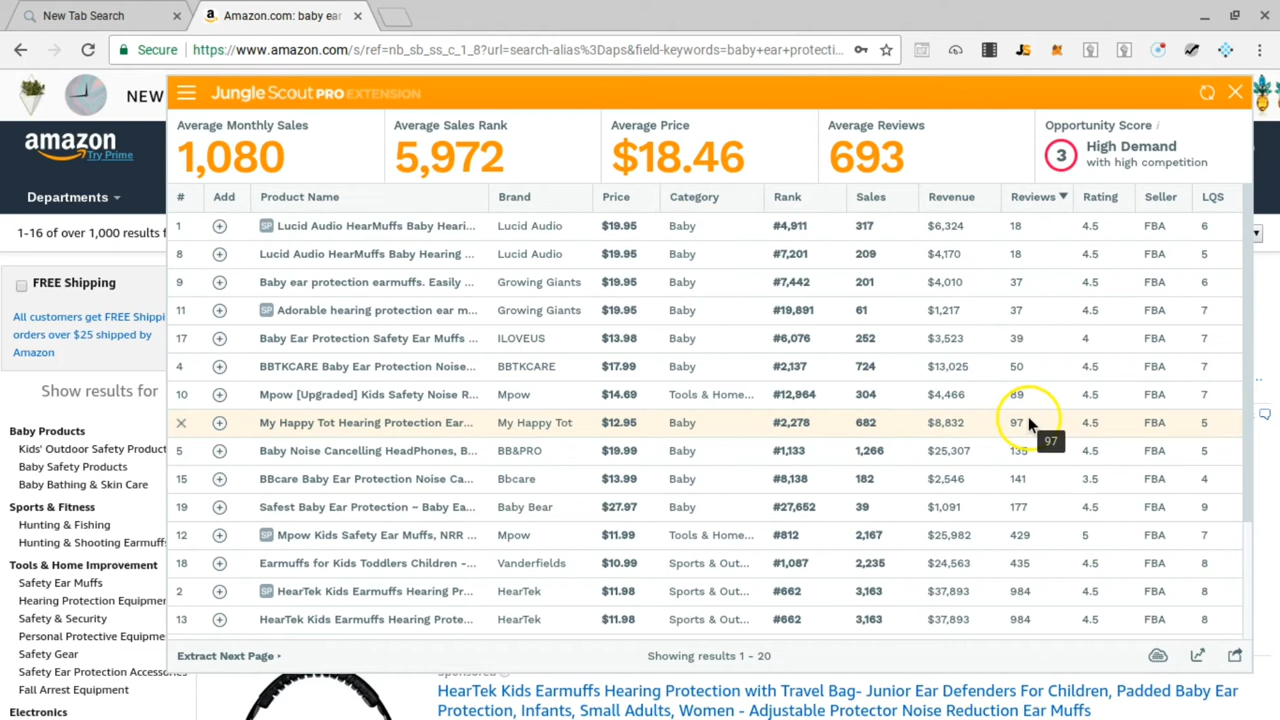 New Tab Search
Amazon.com: baby ear
Secure
https://www.amazon.com/s/ref=nb_sb_ss_c_1_8?url=search-alias%3Daps&field-keywords=baby+ear+protecti...
NEW
amazon
Try Prime
Departments
1-16 of over 1,000 results f
FREE Shipping
All customers get FREE Shippi
orders over $25 shipped by
Amazon
Show results for
Baby Products
Kids' Outdoor Safety Product
Baby Safety Products
Baby Bathing & Skin Care
Sports & Fitness
Hunting & Fishing
Hunting & Shooting Earmuffs
Tools & Home Improvement
Safety Ear Muffs
Hearing Protection Equipmen
Safety & Security
Personal Protective Equipme
Safety Gear
Safety Ear Protection Accesso
Fall Arrest Equipment
Electronics
Jungle Scout PRO EXTENSION
Average Monthly Sales
1,080
Average Sales Rank
5,972
Average Price
$18.46
Average Reviews
693
Opportunity Score i
3
High Demand
with high competition
# Add Product Name Brand Price Category Rank Sales Revenue Reviews Rating Seller LQS
1 SP Lucid Audio HearMuffs Baby Heari... Lucid Audio $19.95 Baby #4,911 317 $6,324 18 4.5 FBA 6
8 Lucid Audio HearMuffs Baby Hearing ... Lucid Audio $19.95 Baby #7,201 209 $4,170 18 4.5 FBA 5
9 Baby ear protection earmuffs. Easily ... Growing Giants $19.95 Baby #7,442 201 $4,010 37 4.5 FBA 6
11 SP Adorable hearing protection ear m... Growing Giants $19.95 Baby #19,891 61 $1,217 37 4.5 FBA 7
17 Baby Ear Protection Safety Ear Muffs ... ILOVEUS $13.98 Baby #6,076 252 $3,523 39 4 FBA 7
4 BBTKCARE Baby Ear Protection Noise... BBTKCARE $17.99 Baby #2,137 724 $13,025 50 4.5 FBA 7
10 Mpow [Upgraded] Kids Safety Noise R... Mpow $14.69 Tools & Home... #12,964 304 $4,466 89 4.5 FBA 7
My Happy Tot Hearing Protection Ear... My Happy Tot $12.95 Baby #2,278 682 $8,832 97 4.5 FBA 5
97
5 Baby Noise Cancelling HeadPhones, B... BB&PRO $19.99 Baby #1,133 1,266 $25,307 135 4.5 FBA 5
15 BBcare Baby Ear Protection Noise Ca... Bbcare $13.99 Baby #8,138 182 $2,546 141 3.5 FBA 4
19 Safest Baby Ear Protection ~ Baby Ea... Baby Bear $27.97 Baby #27,652 39 $1,091 177 4.5 FBA 9
12 SP Mpow Kids Safety Ear Muffs, NRR ... Mpow $11.99 Tools & Home... #812 2,167 $25,982 429 5 FBA 7
18 Earmuffs for Kids Toddlers Children -... Vanderfields $10.99 Sports & Out... #1,087 2,235 $24,563 435 4.5 FBA 8
2 SP HearTek Kids Earmuffs Hearing Pr... HearTek $11.98 Sports & Out... #662 3,163 $37,893 984 4.5 FBA 8
13 HearTek Kids Earmuffs Hearing Prote... HearTek $11.98 Sports & Out... #662 3,163 $37,893 984 4.5 FBA 8
Extract Next Page
Showing results 1 - 20
HearTek Kids Earmuffs Hearing Protection with Travel Bag- Junior Ear Defenders For Children, Padded Baby Ear
Protection, Infants, Small Adults, Women - Adjustable Protector Noise Reduction Ear Muffs